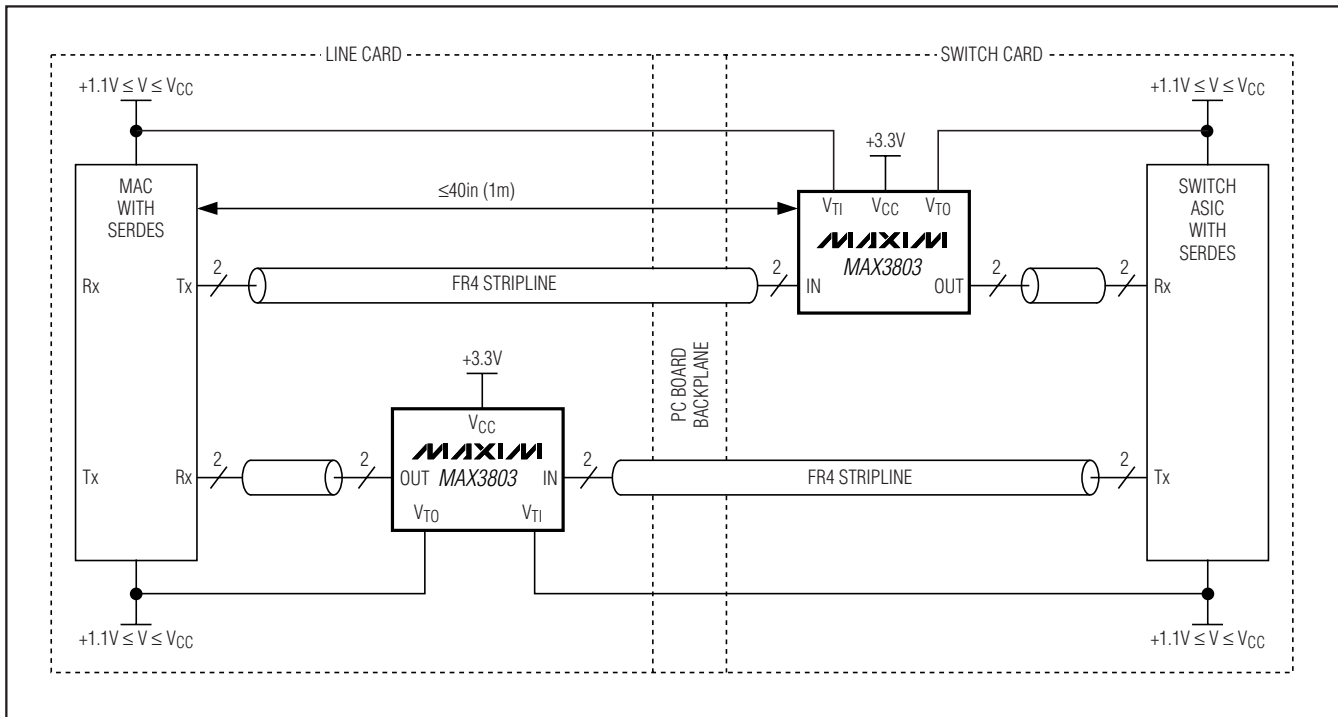 LINE CARD
SWITCH CARD
+1.1V ≤ V ≤ VCC
+1.1V ≤ V ≤ VCC
+3.3V
MAC
WITH
SERDES
≤40in (1m)
VTI
VCC
VTO
MAXIM
MAX3803
SWITCH
ASIC
WITH
SERDES
Rx
Tx
2
FR4 STRIPLINE
2
IN
OUT
2
2
Rx
+3.3V
PC BOARD
BACKPLANE
VCC
MAXIM
MAX3803
Tx
Rx
2
2
OUT
IN
2
FR4 STRIPLINE
2
Tx
VTO
VTI
+1.1V ≤ V ≤ VCC
+1.1V ≤ V ≤ VCC